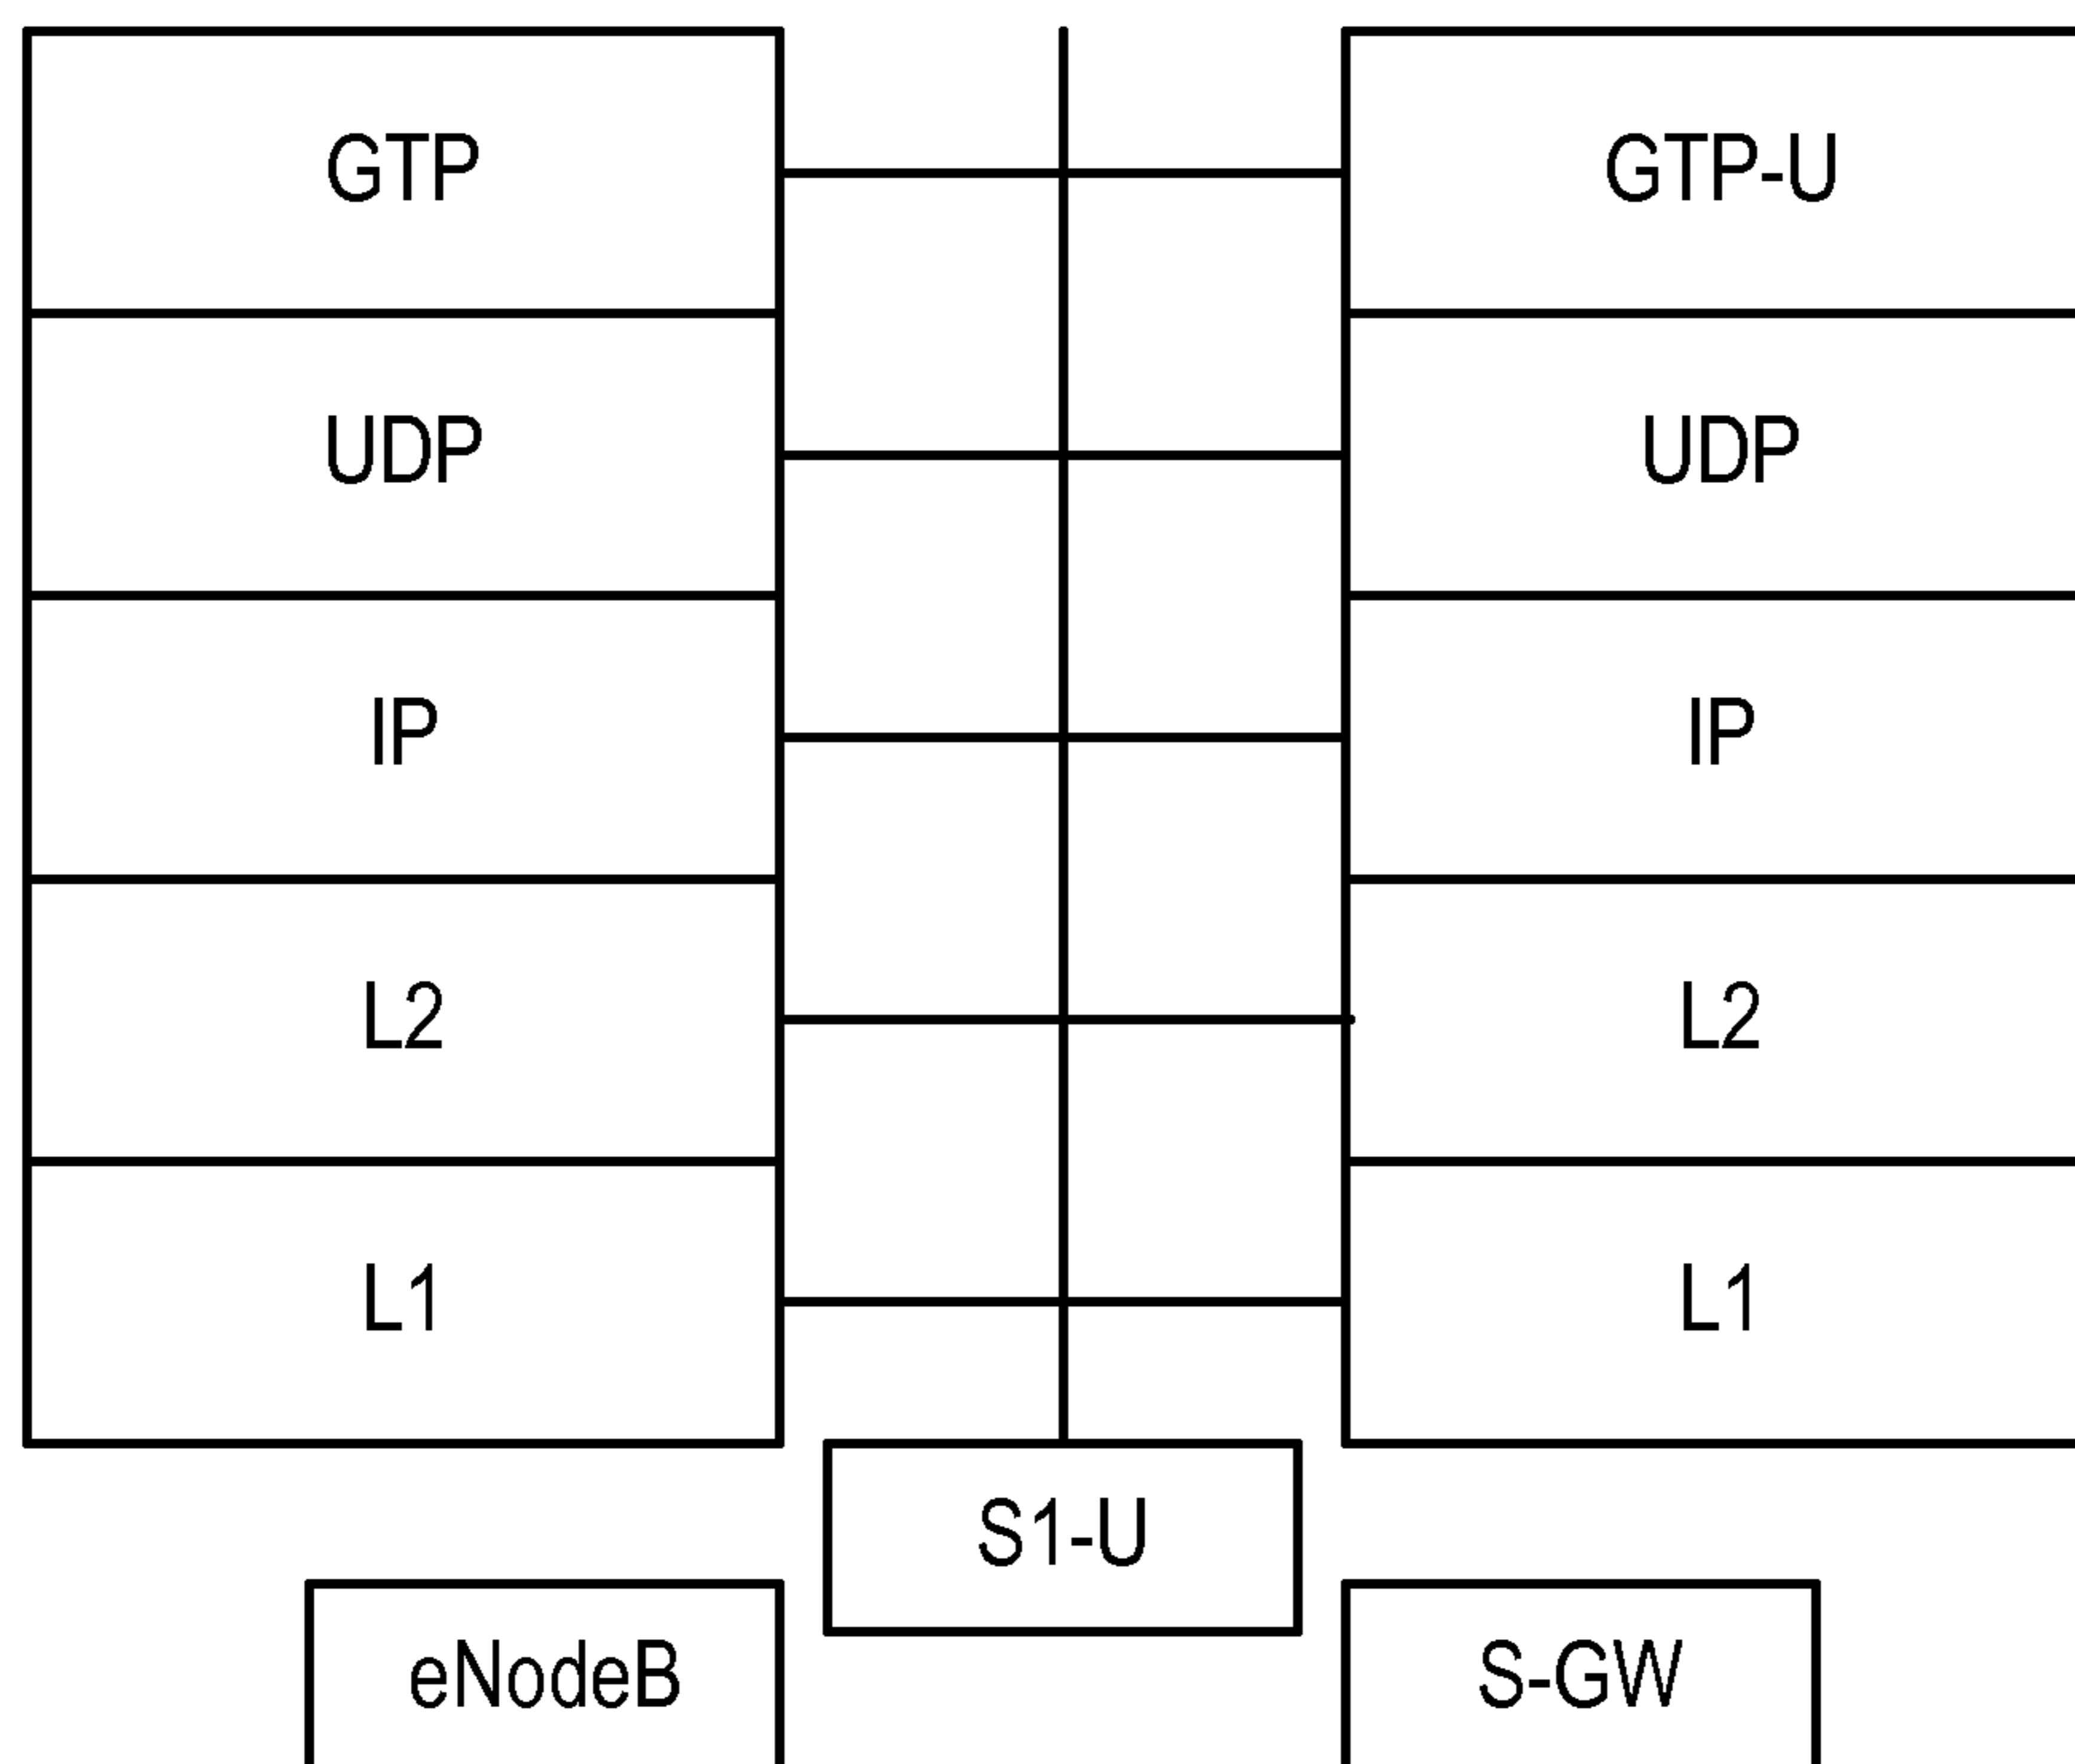 GTP
GTP-U
UDP
UDP
IP
IP
L2
L2
L1
L1
S1-U
eNodeB
S-GW